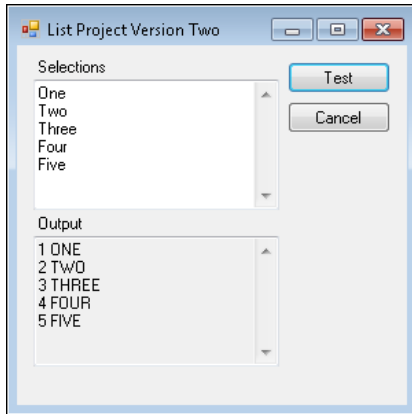 List Project Version Two
Selections
One
Two
Three
Four
Five
Test
Cancel
Output
1 ONE
2 TWO
3 THREE
4 FOUR
5 FIVE